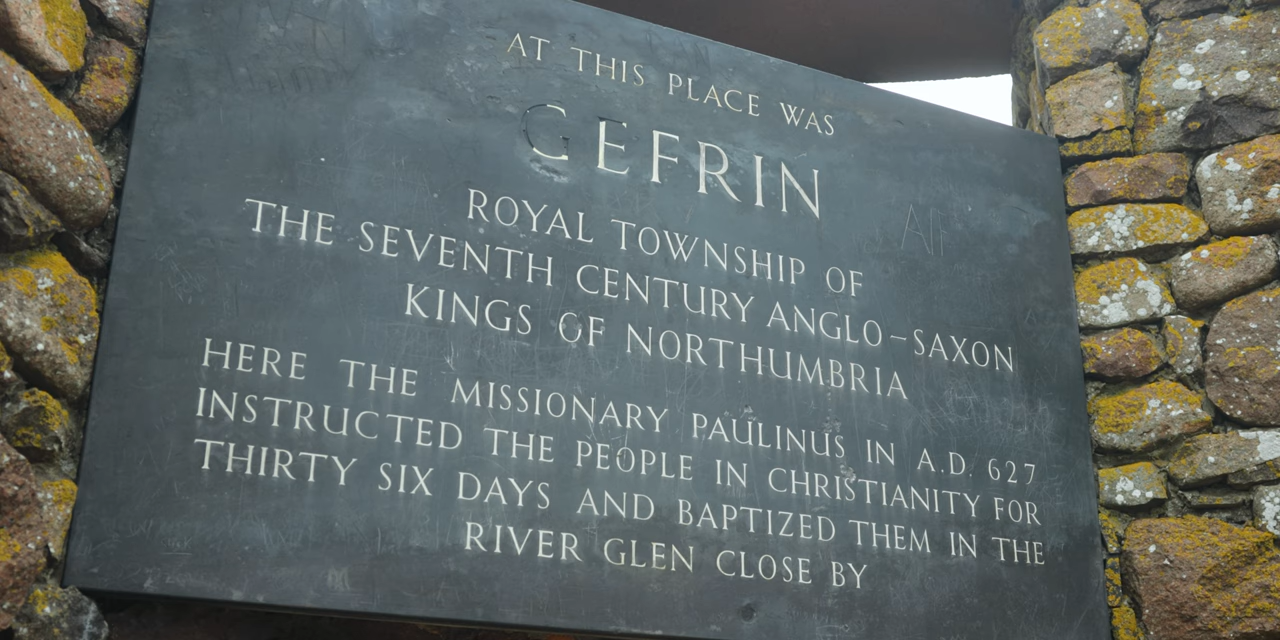 AT THIS PLACE WAS
GEFRIN
ROYAL TOWNSHIP OF
THE SEVENTH CENTURY ANGLO-SAXON
KINGS OF NORTHUMBRIA
HERE THE MISSIONARY PAULINUS IN A.D. 627
INSTRUCTED THE PEOPLE IN CHRISTIANITY FOR
THIRTY SIX DAYS AND BAPTIZED THEM IN THE
RIVER GLEN CLOSE BY